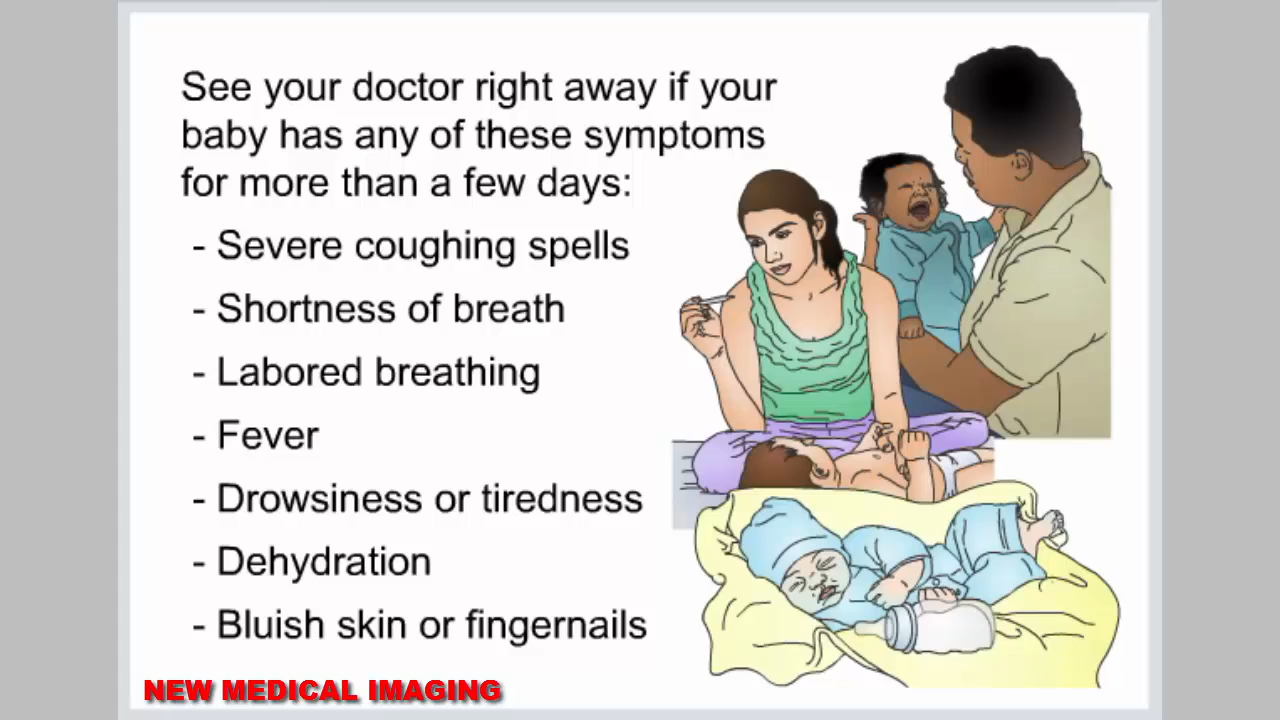 See your doctor right away if your
baby has any of these symptoms
for more than a few days:
- Severe coughing spells
- Shortness of breath
- Labored breathing
- Fever
- Drowsiness or tiredness
- Dehydration
- Bluish skin or fingernails
NEW MEDICAL IMAGING